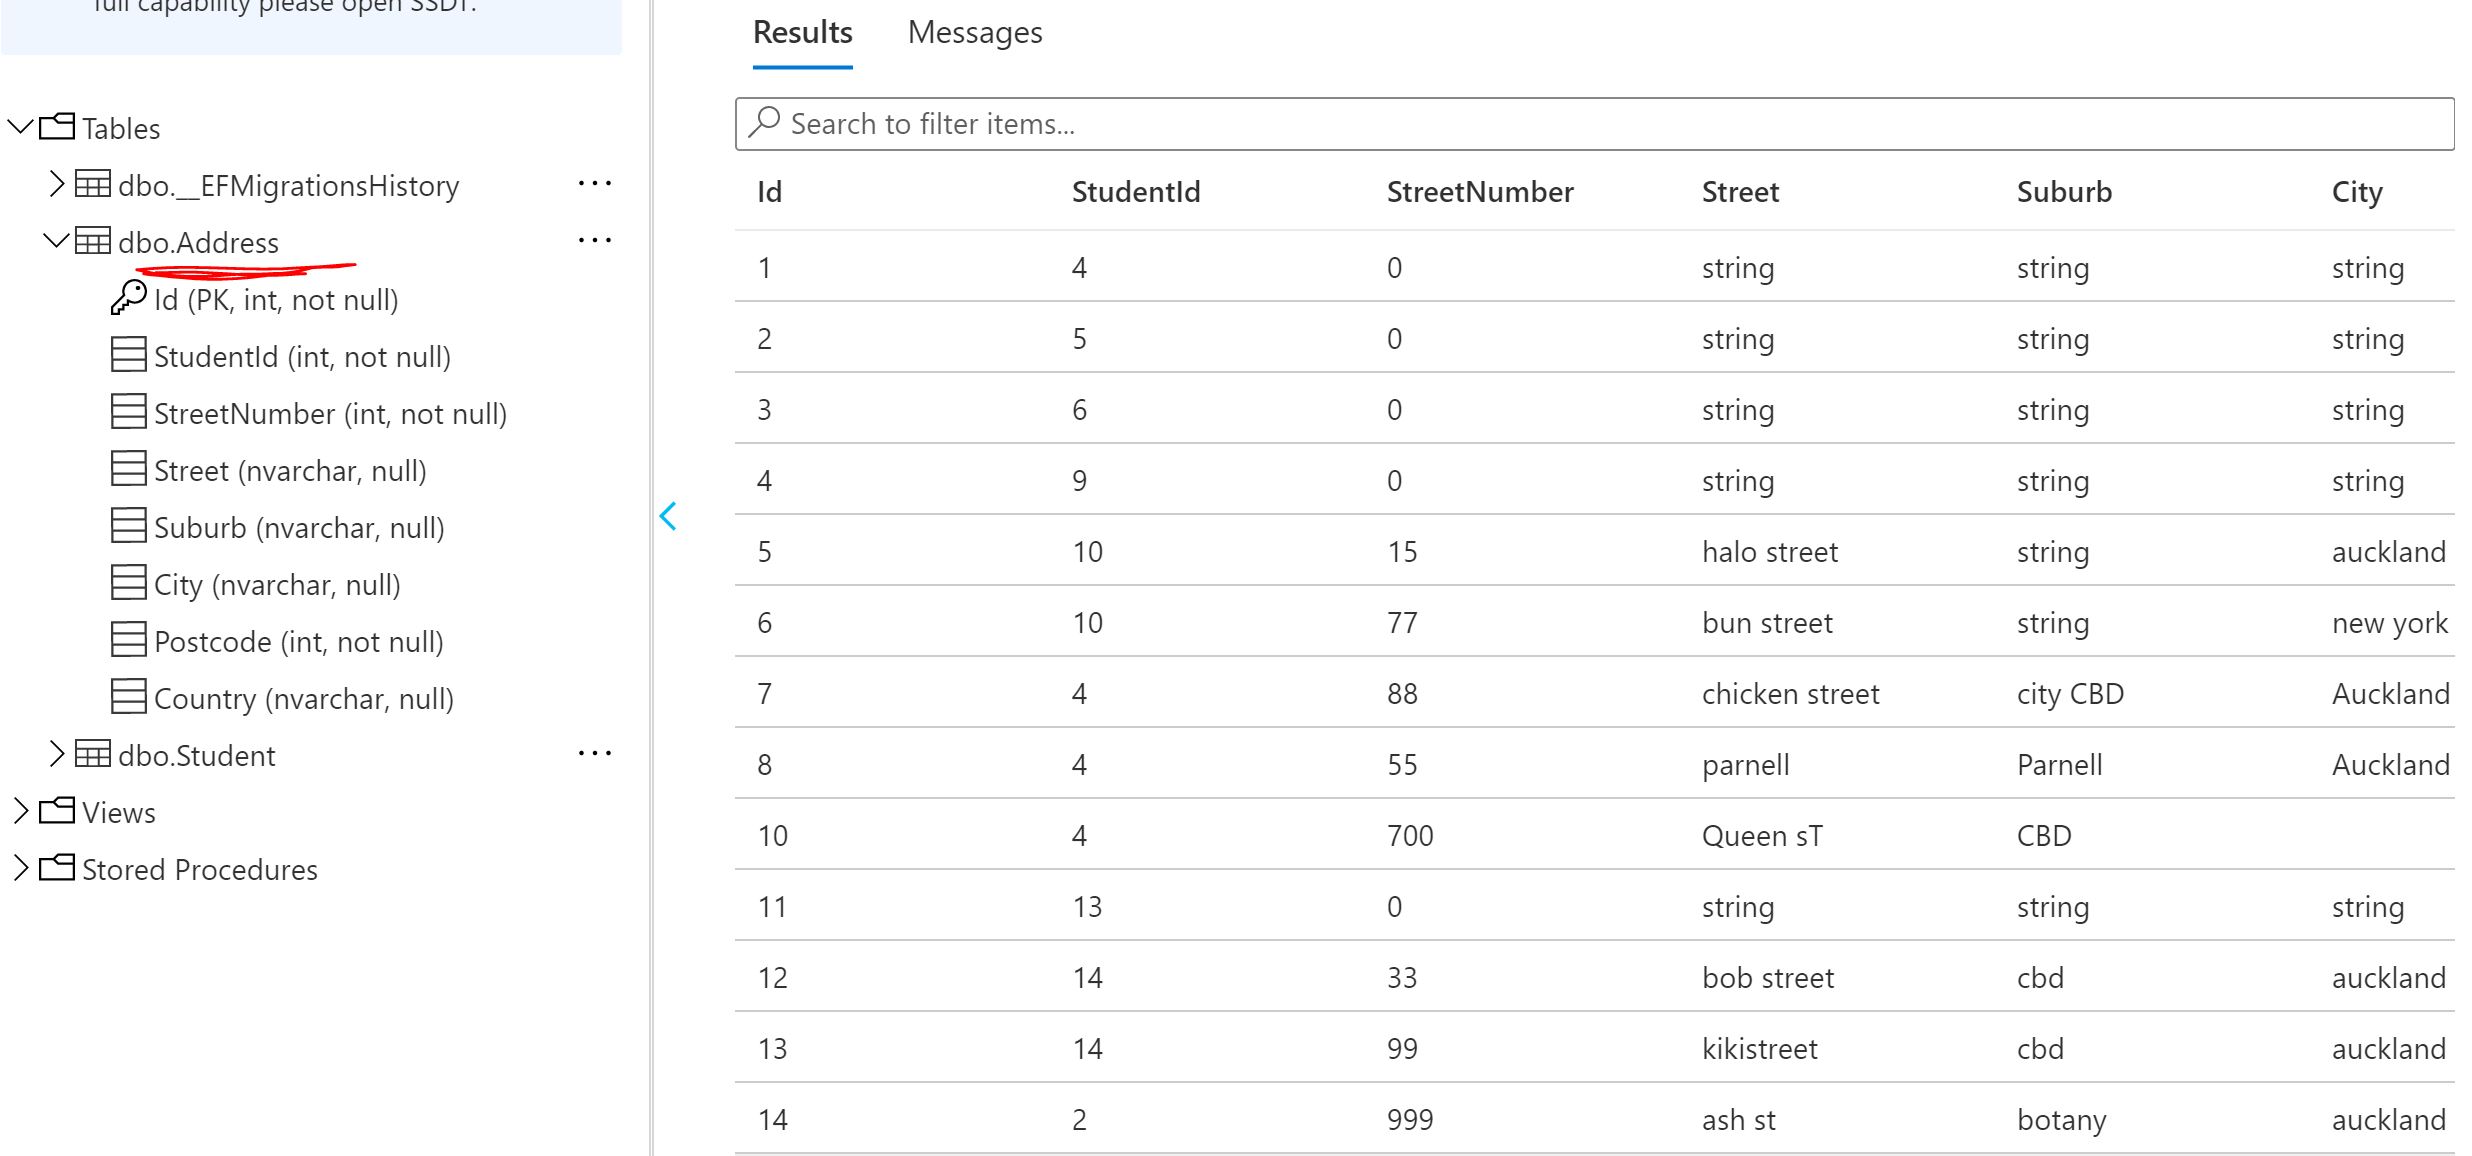 full capability please open SSDT.
Tables
dbo.__EFMigrationsHistory ...
dbo.Address ...
Id (PK, int, not null)
StudentId (int, not null)
StreetNumber (int, not null)
Street (nvarchar, null)
Suburb (nvarchar, null)
City (nvarchar, null)
Postcode (int, not null)
Country (nvarchar, null)
dbo.Student ...
Views
Stored Procedures
Results Messages
Search to filter items...
Id StudentId StreetNumber Street Suburb City
1 4 0 string string string
2 5 0 string string string
3 6 0 string string string
4 9 0 string string string
5 10 15 halo street string auckland
6 10 77 bun street string new york
7 4 88 chicken street city CBD Auckland
8 4 55 parnell Parnell Auckland
10 4 700 Queen sT CBD
11 13 0 string string string
12 14 33 bob street cbd auckland
13 14 99 kikistreet cbd auckland
14 2 999 ash st botany auckland